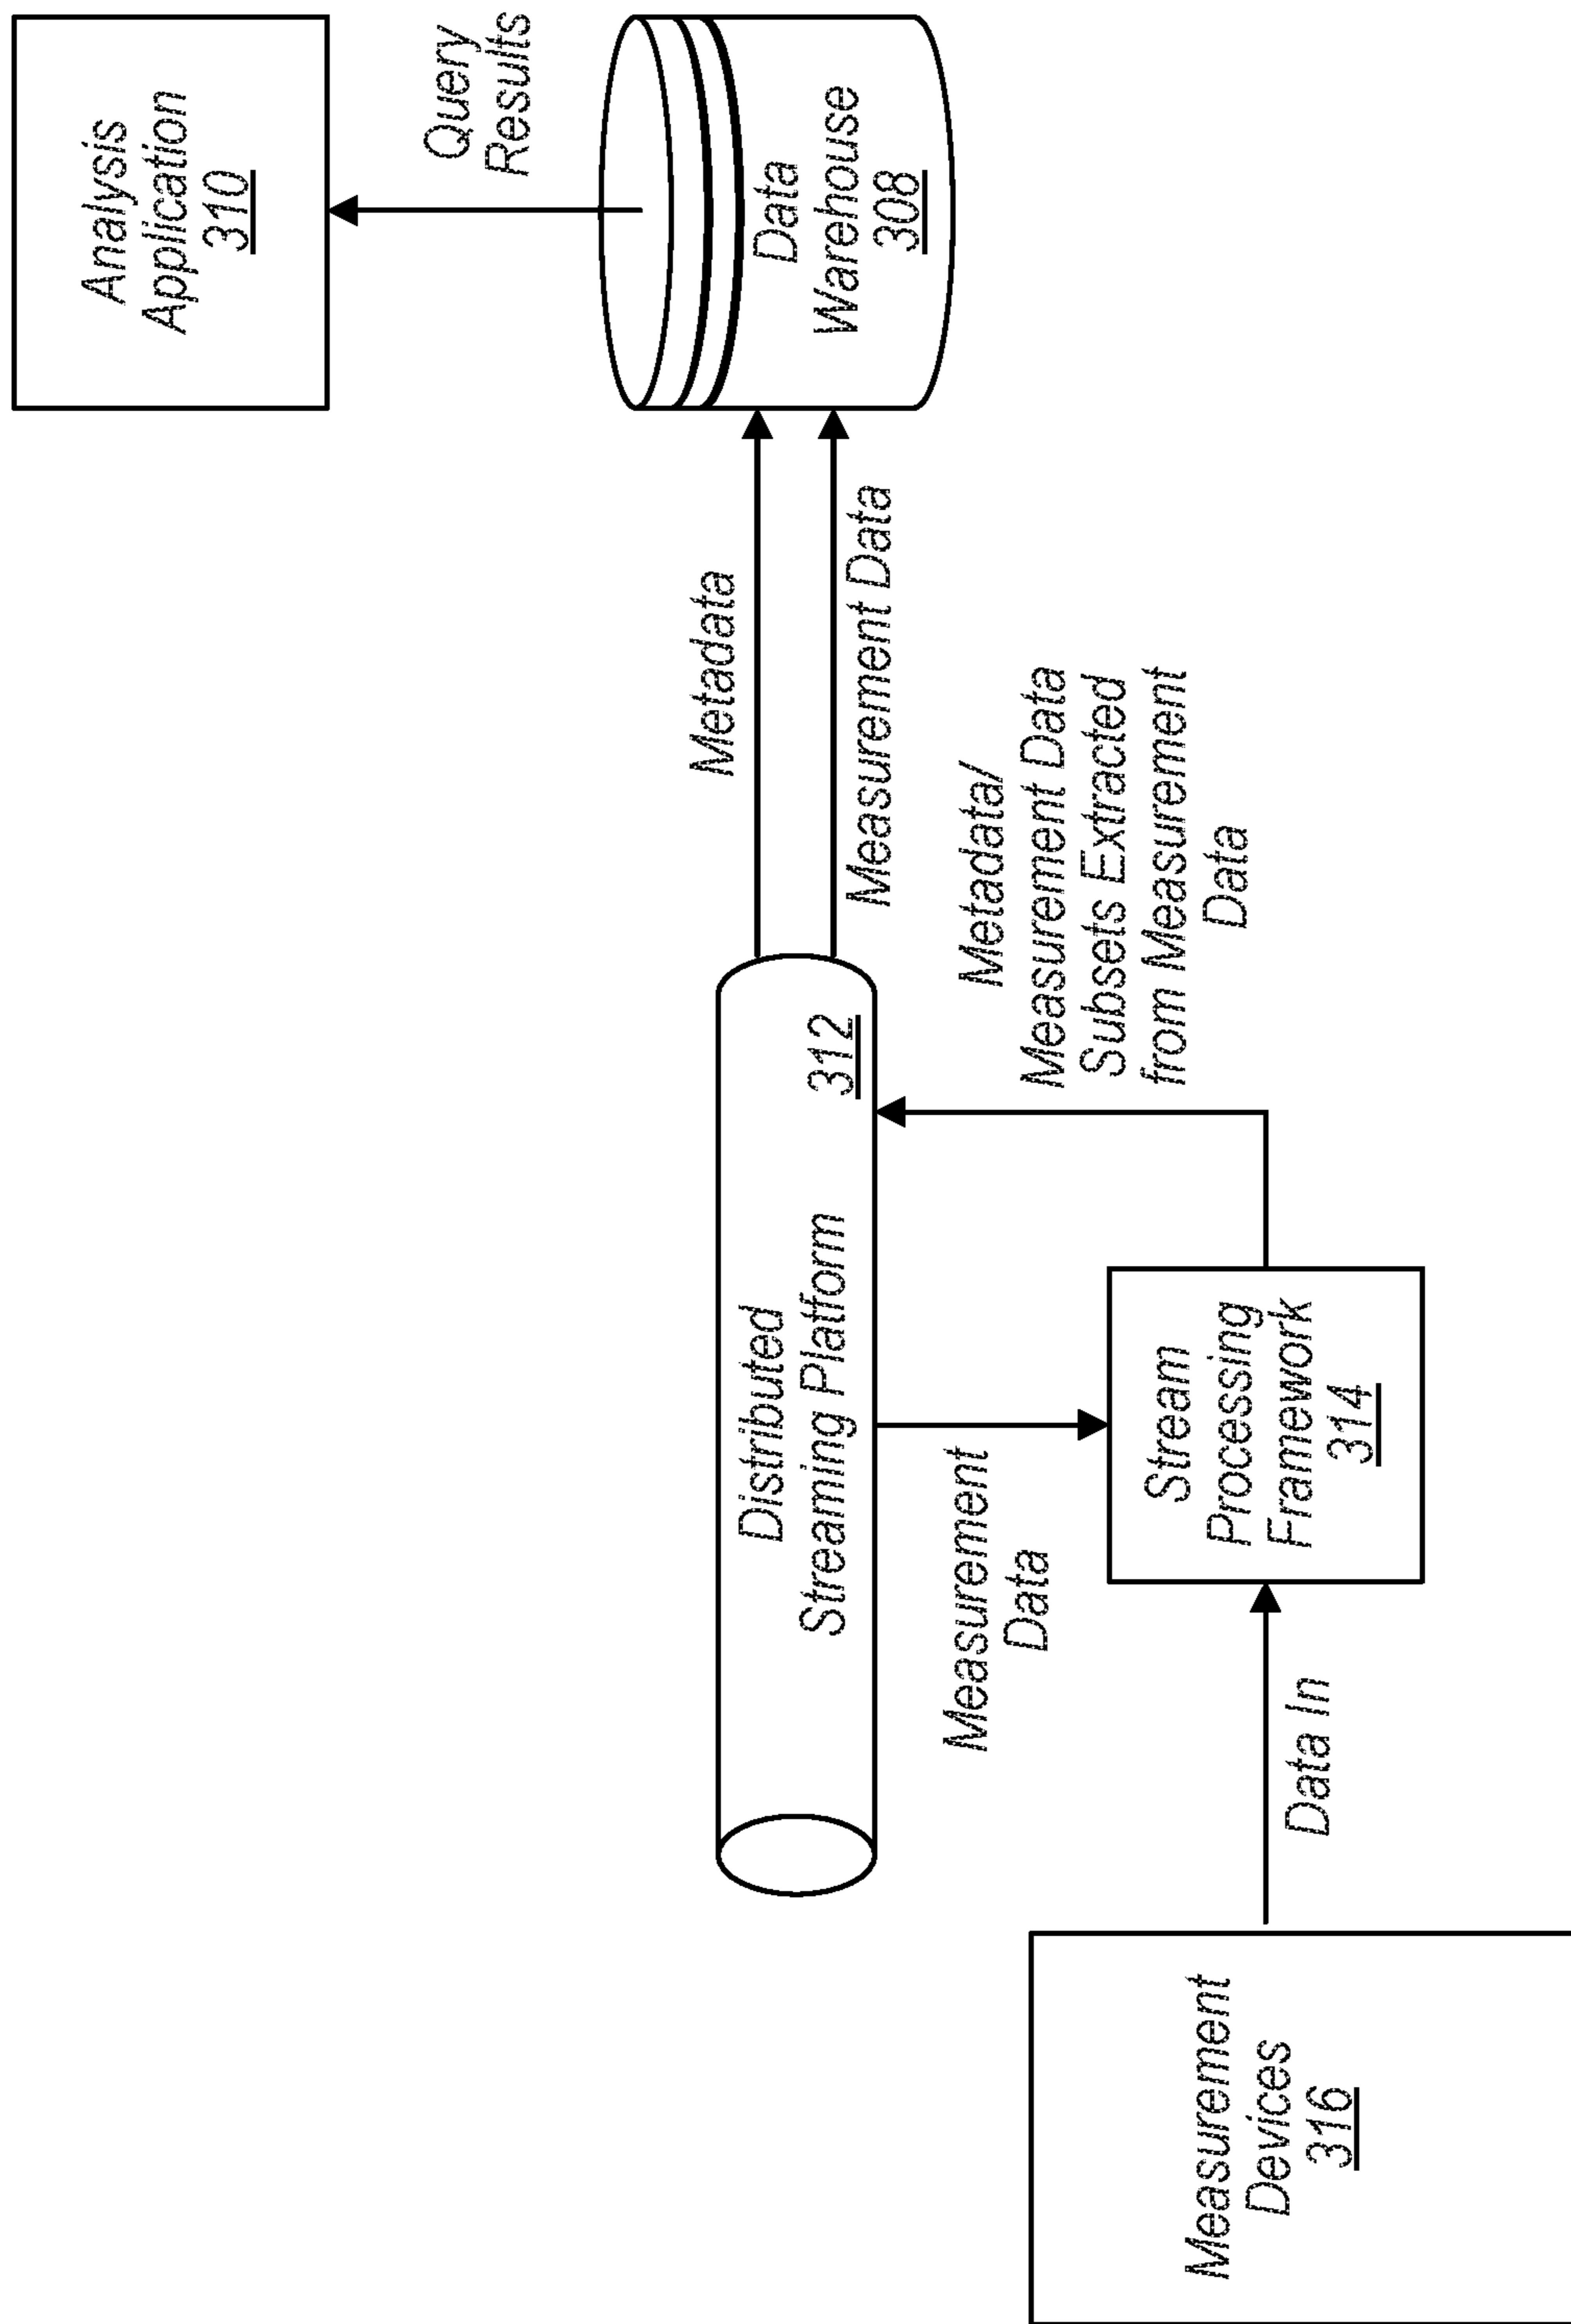 Analysis
Application
310
Query
Results
Data
Warehouse
308
Metadata
Measurement Data
Distributed
Streaming Platform
312
Metadata/
Measurement Data
Subsets Extracted
from Measurement
Data
Measurement
Data
Stream
Processing
Framework
314
Data In
Measurement
Devices
316